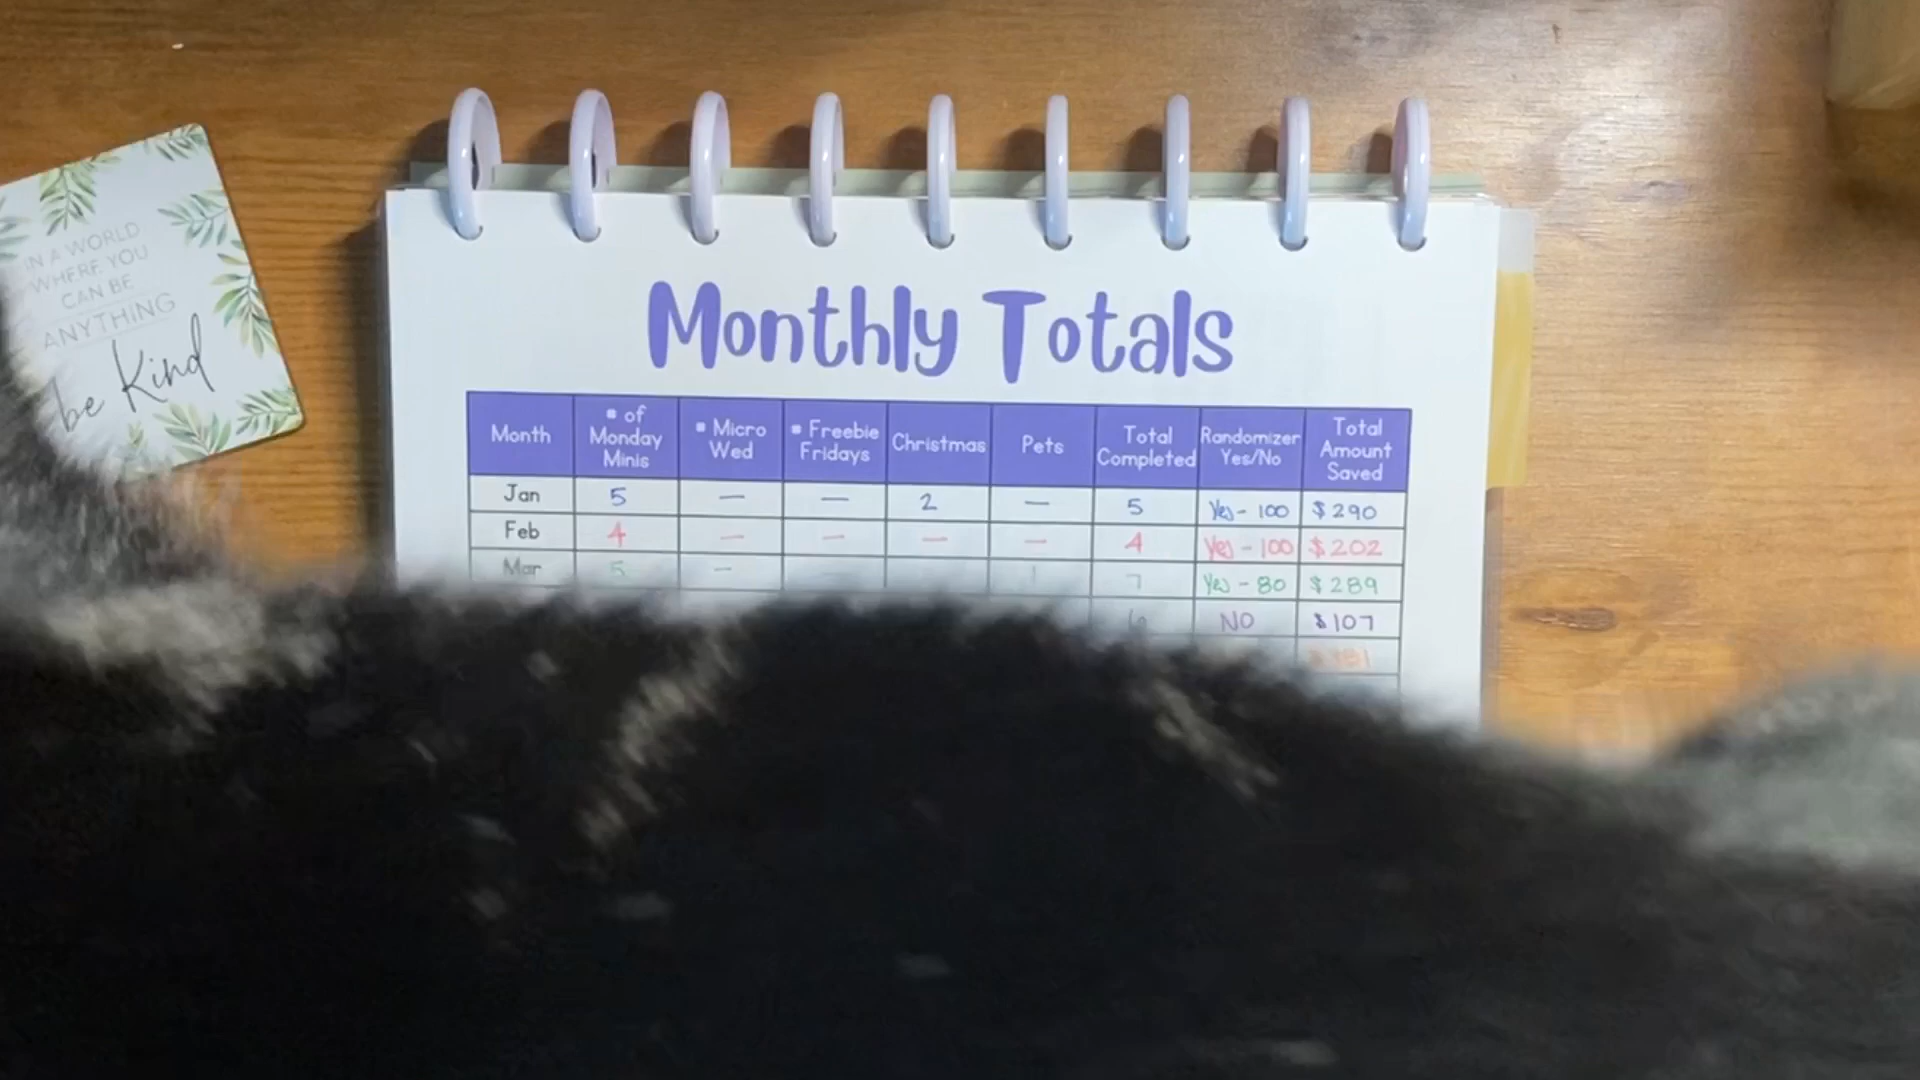 IN A WORLD
WHERE YOU
CAN BE
ANYTHING
be Kind
Monthly Totals
Month # of Monday Minis # Micro Wed # Freebie Fridays Christmas Pets Total Completed Randomizer Yes/No Total Amount Saved
Jan 5 — — 2 — 5 Yes - 100 $290
Feb 4 — — — — 4 Yes - 100 $202
Mar 5 — 7 Yes - 80 $289
NO $107